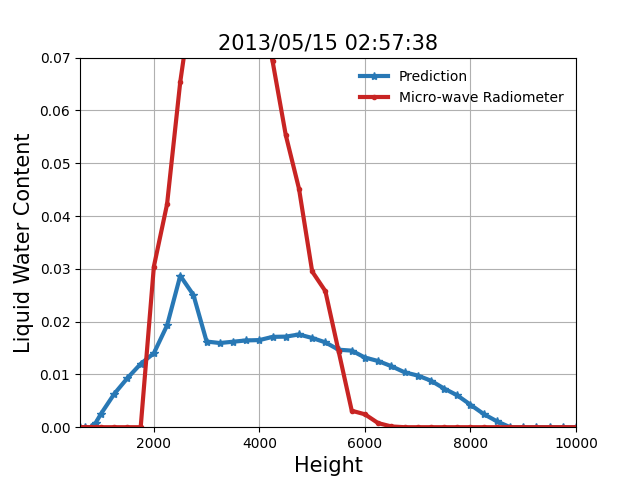 2013/05/15 02:57:38
0.07
0.06
0.05
0.04
0.03
0.02
0.01
0.00
Liquid Water Content
Prediction
Micro-wave Radiometer
2000 4000 6000 8000 10000
Height